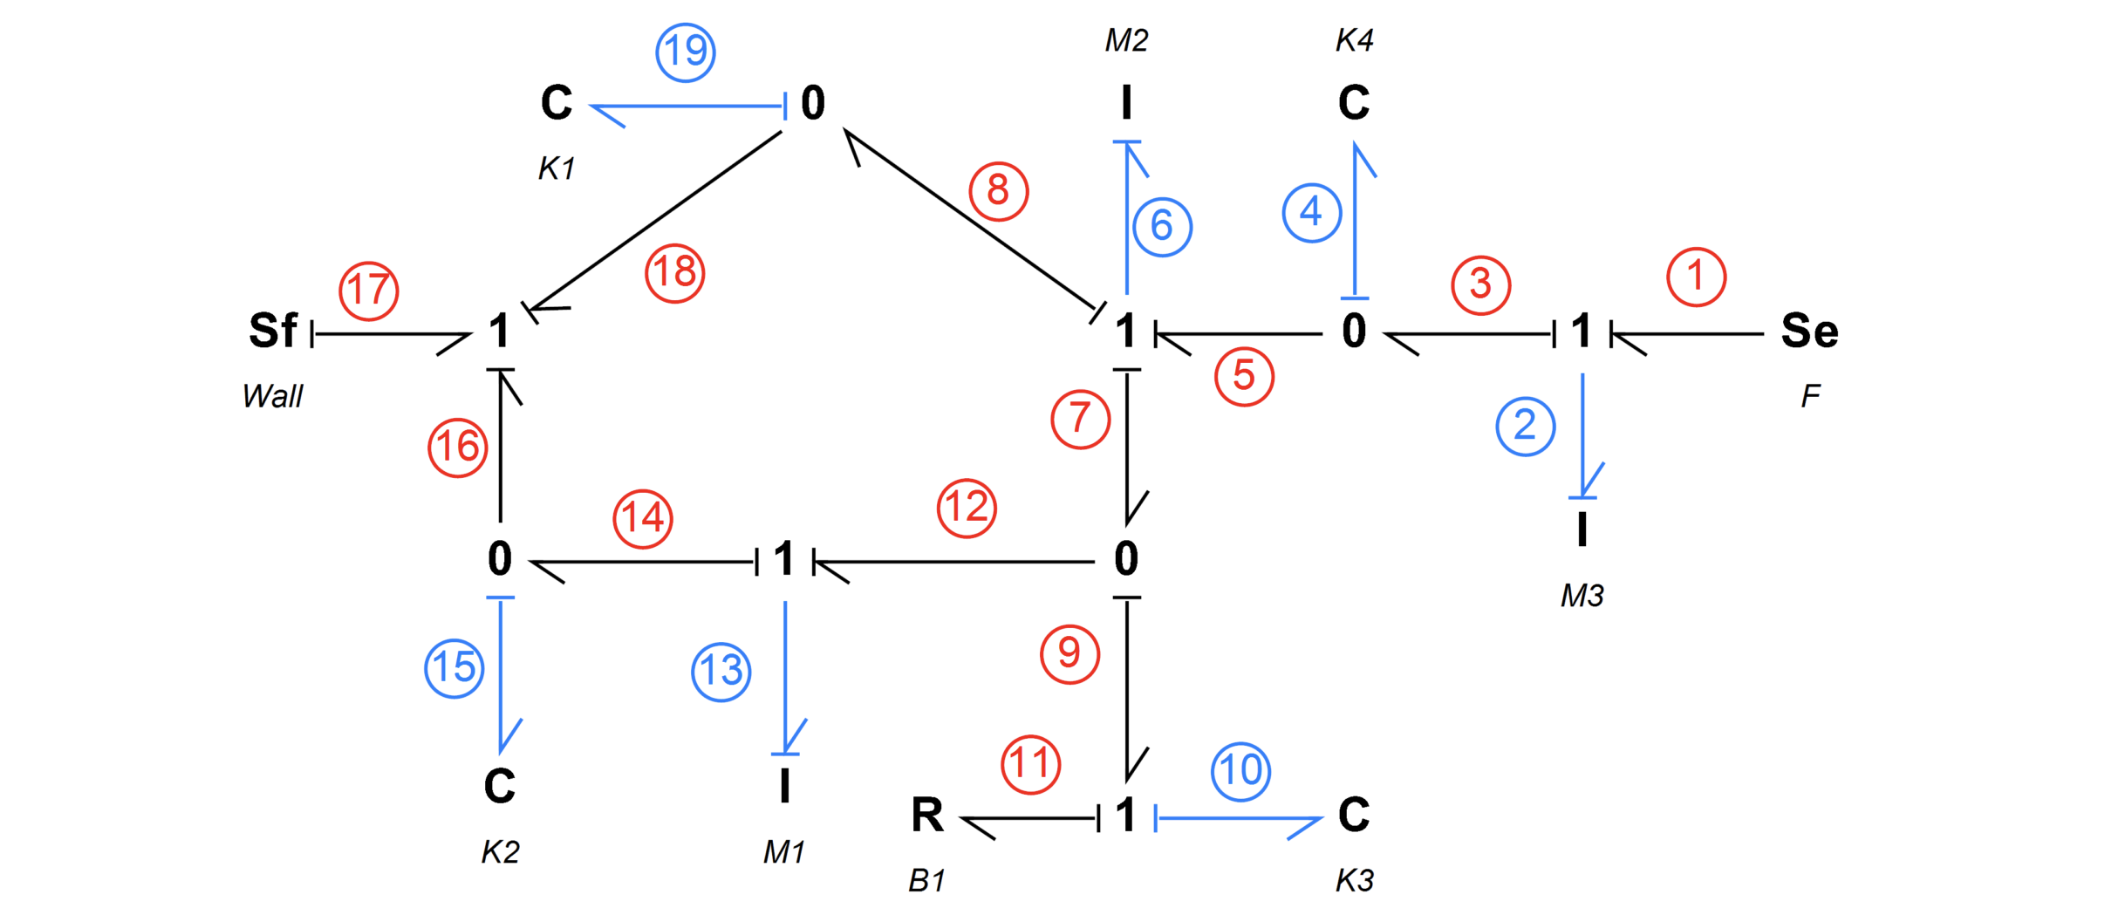 M2 K4
19
C 0 I C
K1
8
6 4
17 18 3 1
Sf 1 1 0 1 Se
Wall 5 F
7 2
16
14 12
I
0 1 0
M3
15 13 9
11 10
C I R 1 C
K2 M1 B1 K3